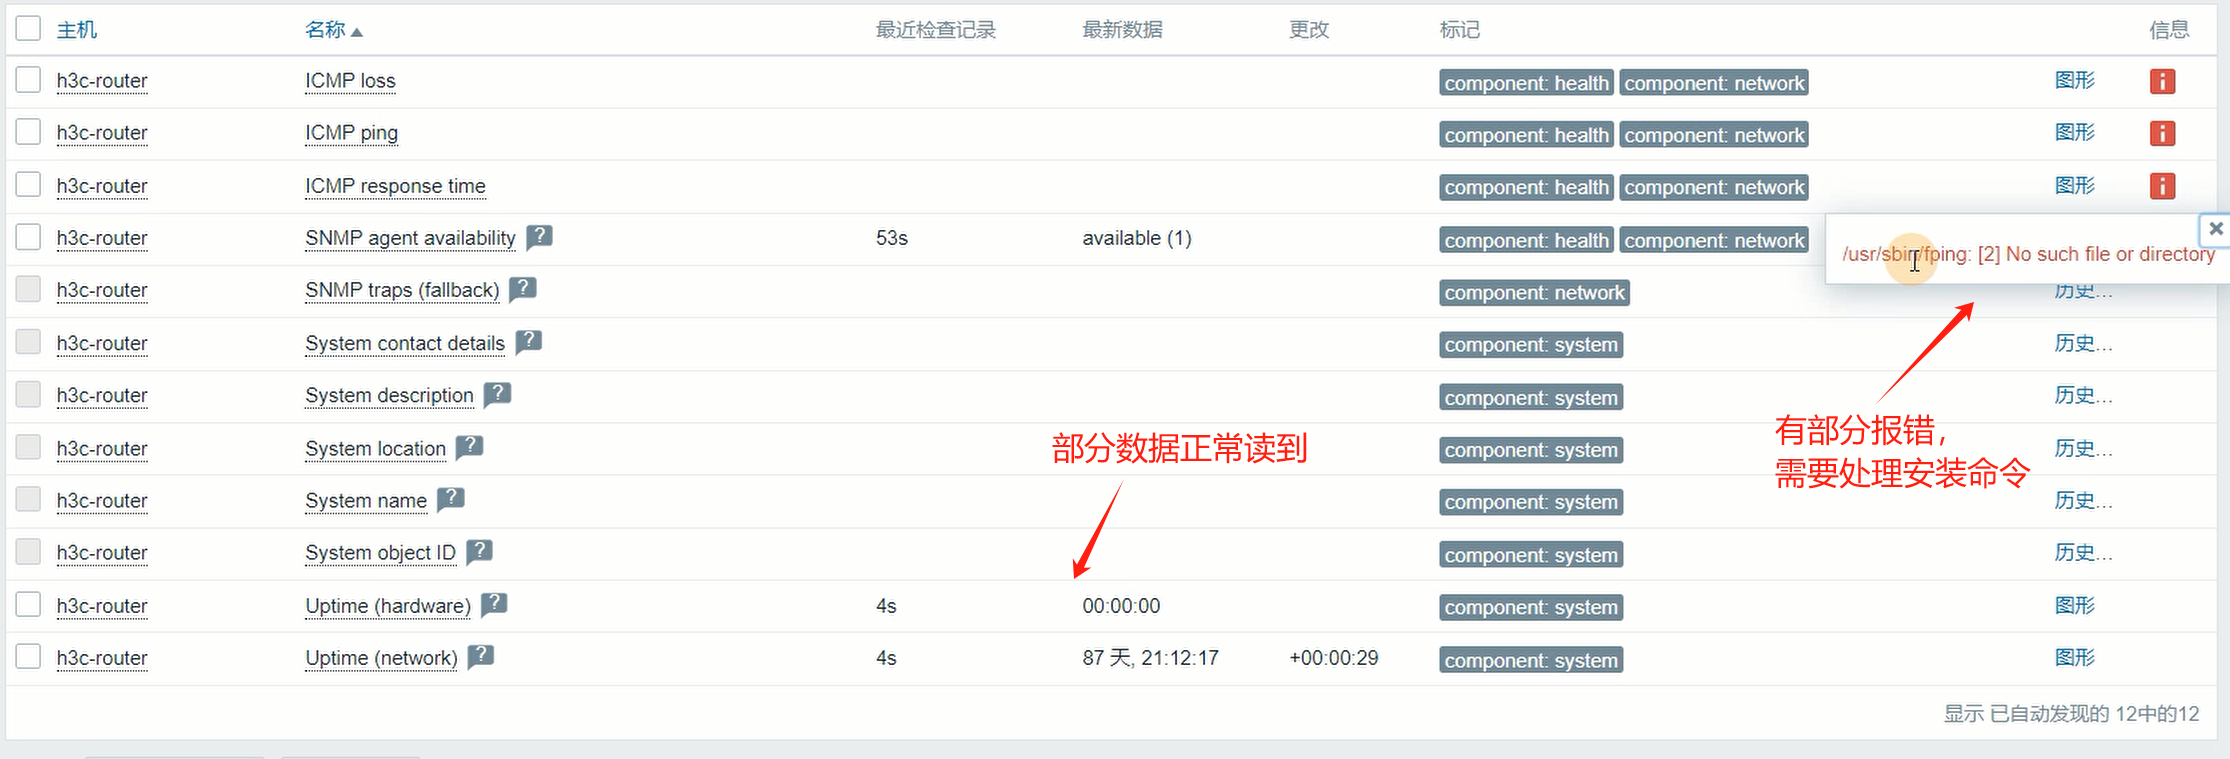 主机 名称 最近检查记录 最新数据 更改 标记 信息
h3c-router ICMP loss component: health component: network 图形 i
h3c-router ICMP ping component: health component: network 图形 i
h3c-router ICMP response time component: health component: network 图形 i
h3c-router SNMP agent availability ? 53s available (1) component: health component: network
/usr/sbin/fping: [2] No such file or directory
h3c-router SNMP traps (fallback) ? component: network 历史...
h3c-router System contact details ? component: system 历史...
h3c-router System description ? component: system 历史...
有部分报错，
需要处理安装命令
部分数据正常读到
h3c-router System location ? component: system 历史...
h3c-router System name ? component: system 历史...
h3c-router System object ID ? component: system 历史...
h3c-router Uptime (hardware) ? 4s 00:00:00 component: system 图形
h3c-router Uptime (network) ? 4s 87 天, 21:12:17 +00:00:29 component: system 图形
显示 已自动发现的 12中的12